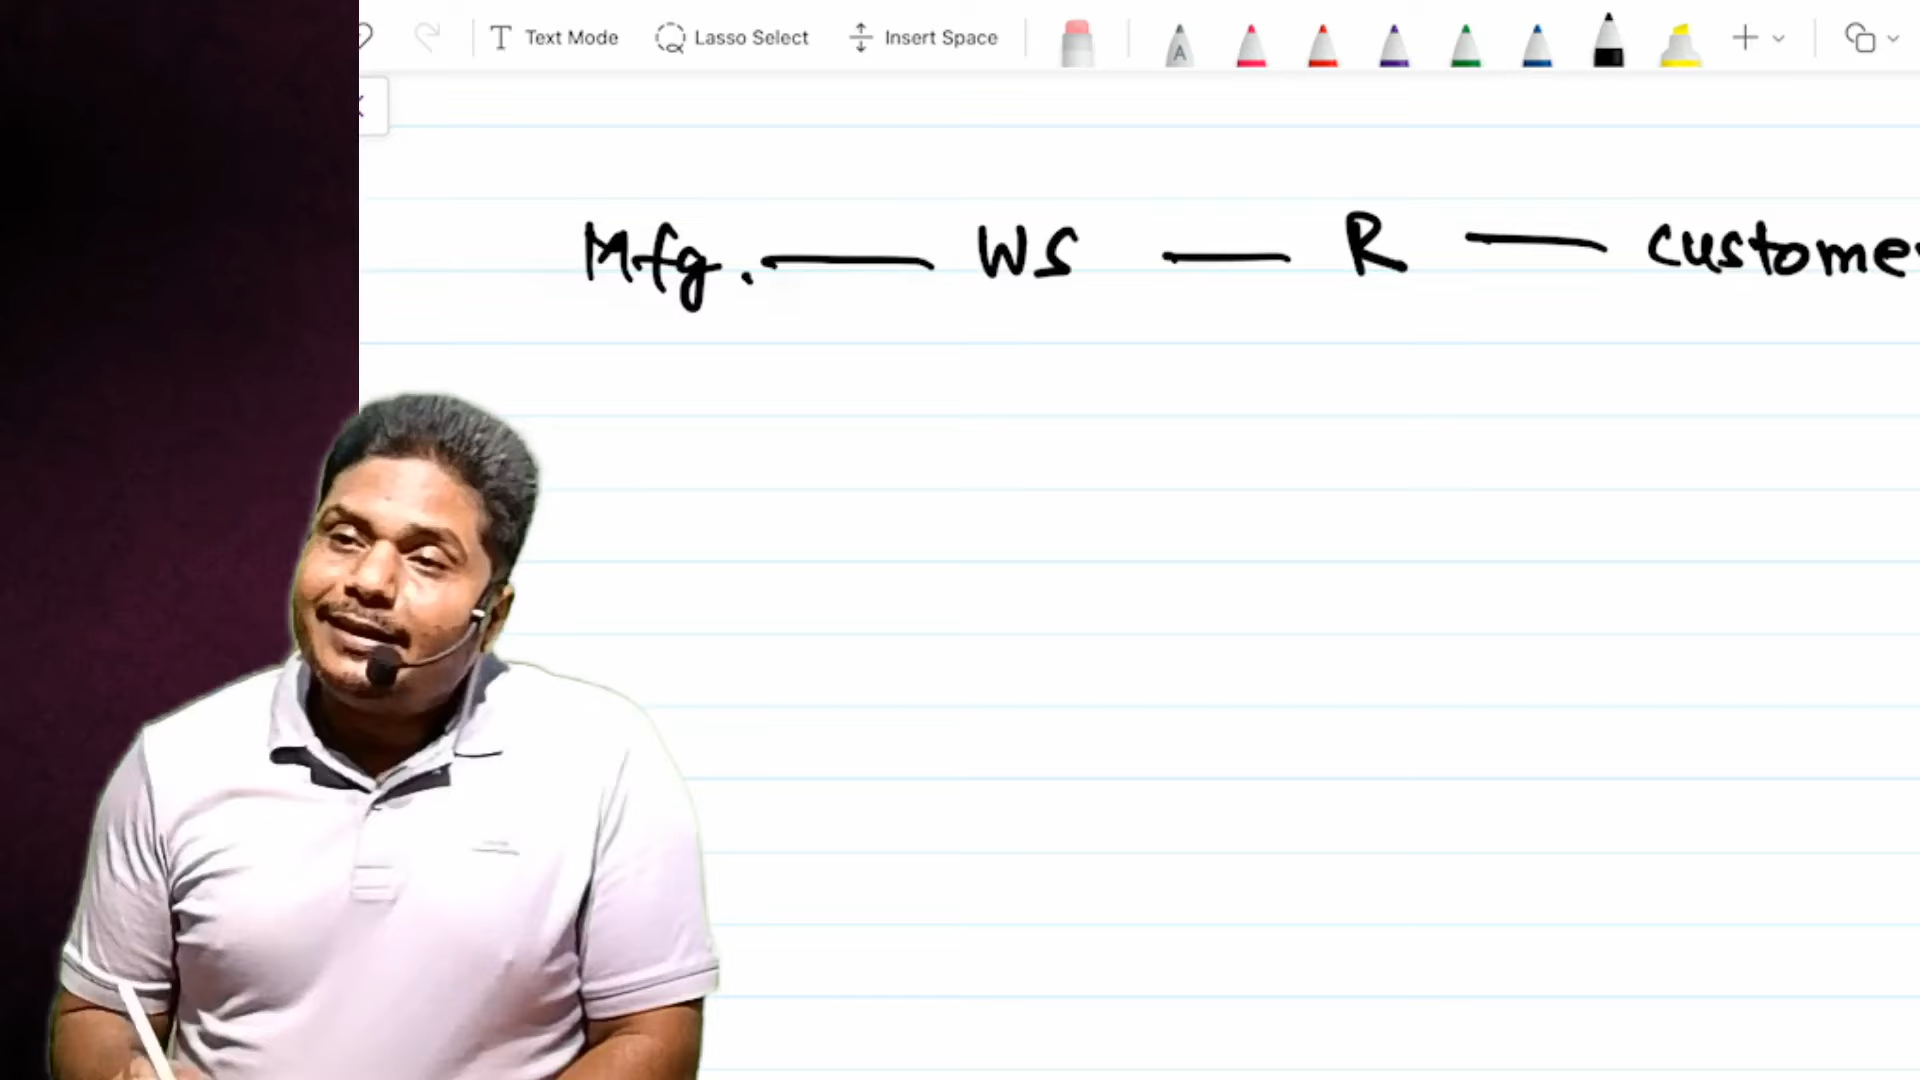 Text Mode Lasso Select Insert Space A
Mfg. — WS — R — custome